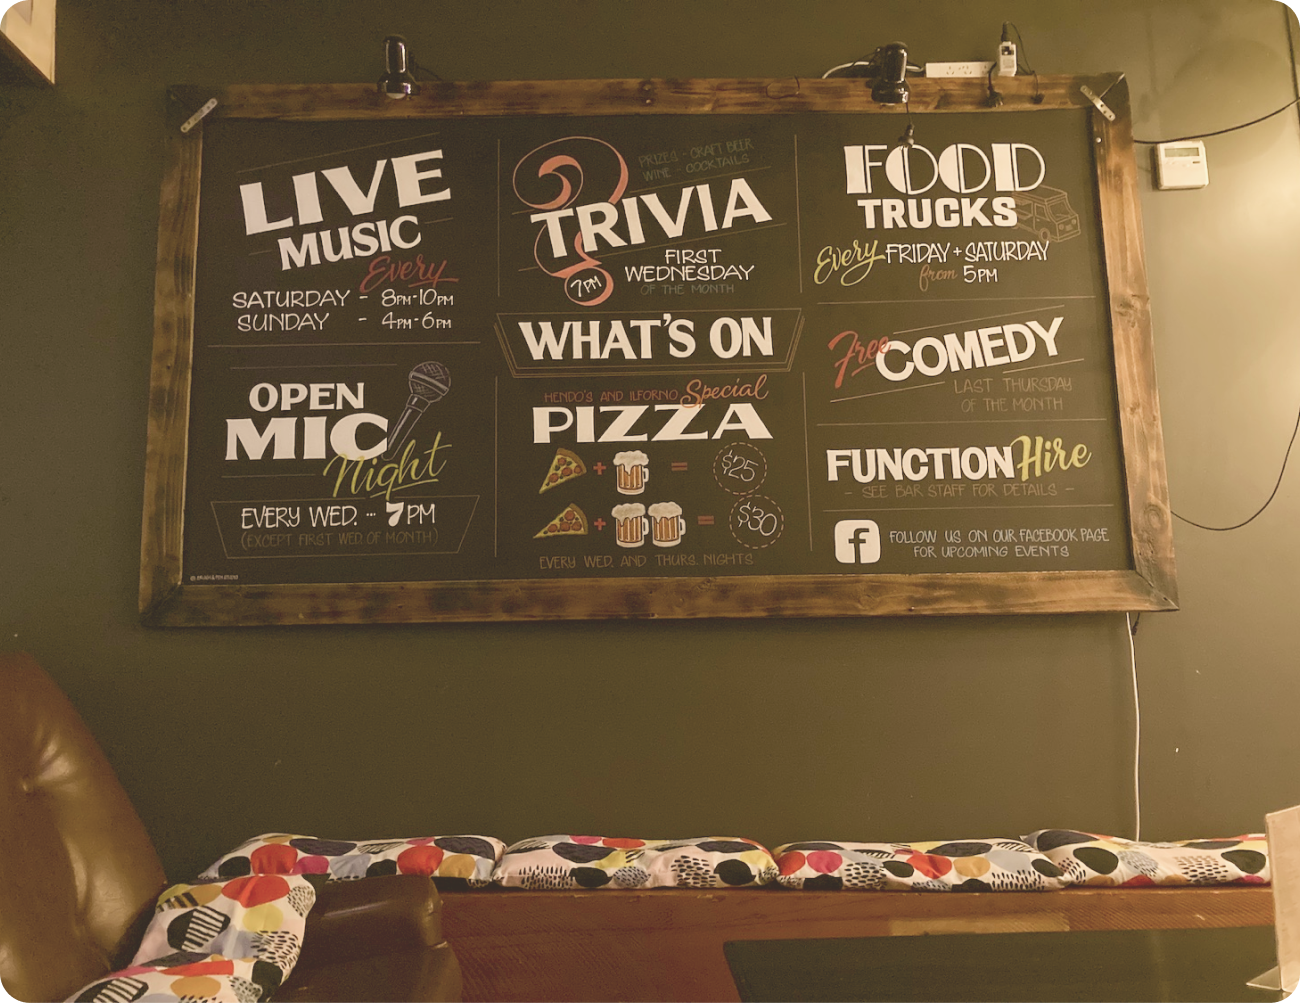 LIVE
MUSIC
Every
SATURDAY - 8PM-10PM
SUNDAY - 4PM-6PM
OPEN
MIC
Night
EVERY WED. ... 7PM
(EXCEPT FIRST WED. OF MONTH)
PRIZES - CRAFT BEER
WINE - COCKTAILS
TRIVIA
7PM
FIRST
WEDNESDAY
OF THE MONTH
WHAT'S ON
HENDO'S AND ILFORNO Special
PIZZA
+ = $25
+ = $30
EVERY WED. AND THURS. NIGHTS
FOOD
TRUCKS
Every FRIDAY + SATURDAY
from 5PM
Free COMEDY
LAST THURSDAY
OF THE MONTH
FUNCTION Hire
- SEE BAR STAFF FOR DETAILS -
f
FOLLOW US ON OUR FACEBOOK PAGE
FOR UPCOMING EVENTS